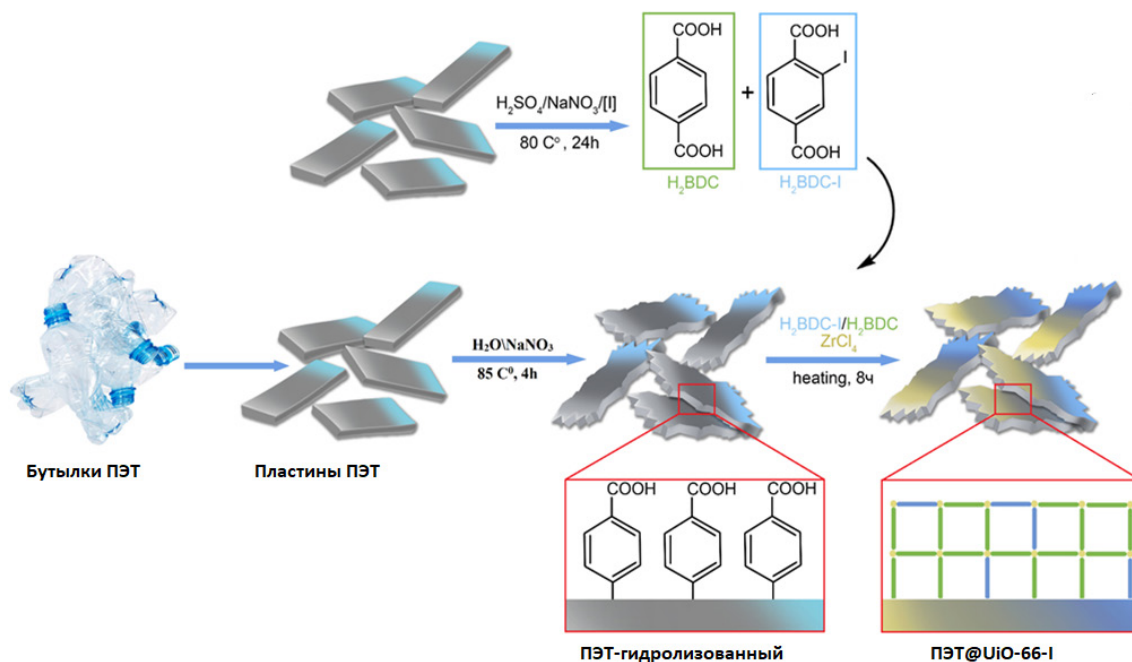 COOH
COOH
I
H₂SO₄/NaNO₃/[I]
80 C° , 24h
+
COOH
COOH
H₂BDC
H₂BDC-I
H₂O\NaNO₃
85 C⁰, 4h
H₂BDC-I/H₂BDC
ZrCl₄
heating, 8ч
Бутылки ПЭТ
Пластины ПЭТ
COOH
COOH
COOH
ПЭТ-гидролизованный
ПЭТ@UiO-66-I